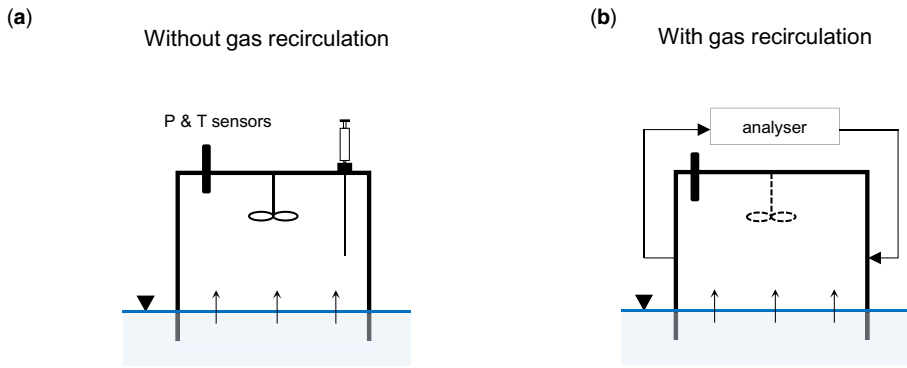 (a)
Without gas recirculation
P & T sensors
(b)
With gas recirculation
analyser